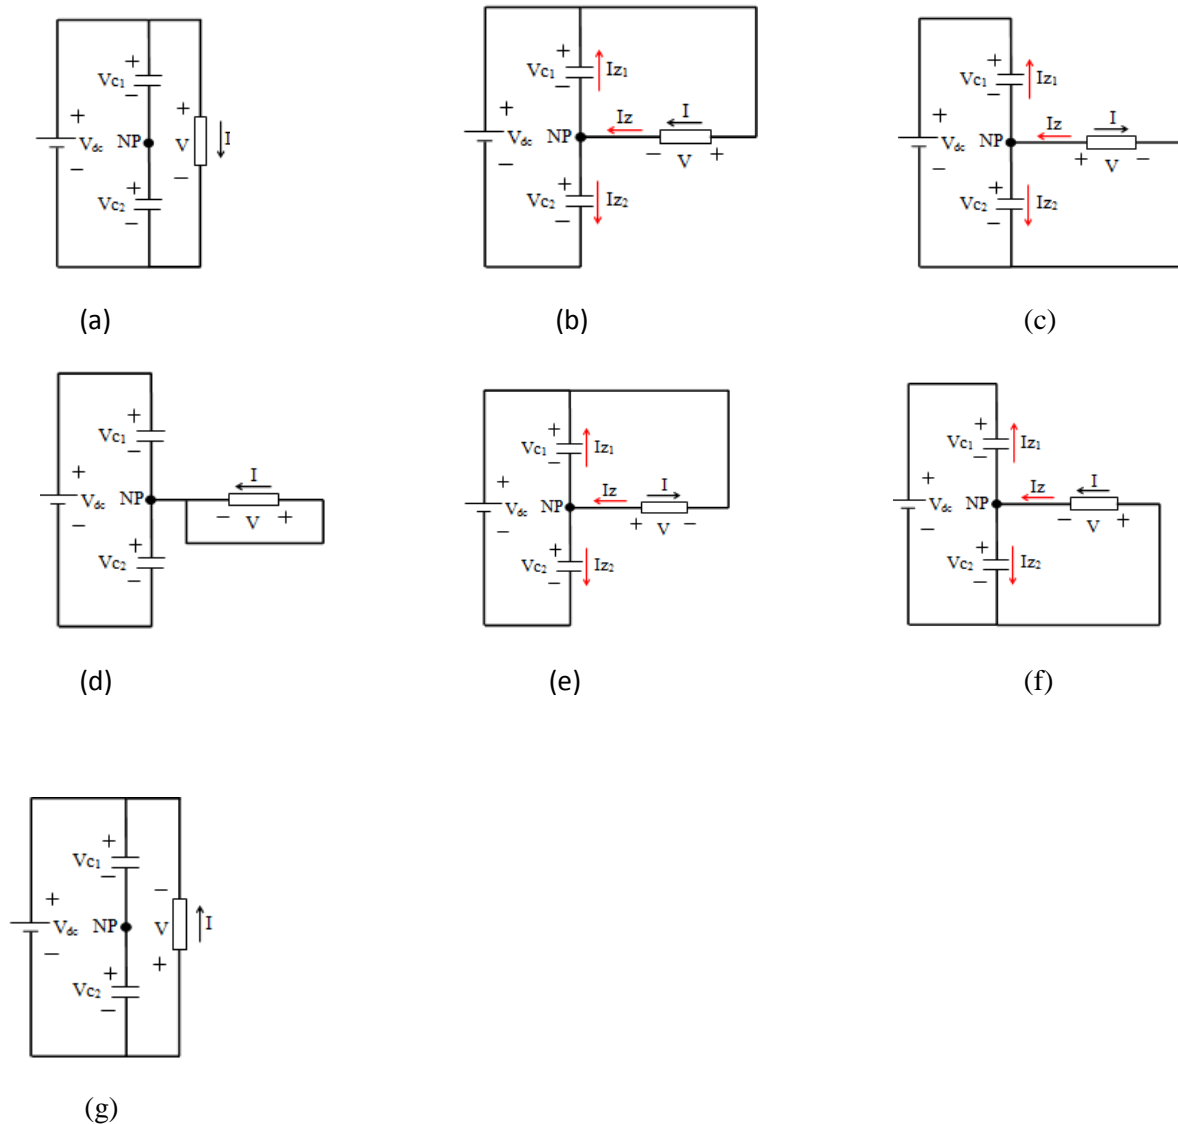 + Vc1 − + Vdc − NP + V − I + Vc2 −
(a)
+ Vc1 − Iz1 + Vdc − NP Iz I − V + + Vc2 − Iz2
(b)
+ Vc1 − Iz1 Vdc + − NP Iz I + V − + Vc2 − Iz2
(c)
+ Vc1 − + Vdc − NP I − V + + Vc2 −
(d)
+ Vc1 − Iz1 + Vdc − NP Iz I + V − + Vc2 − Iz2
(e)
+ Vc1 − Iz1 + Vdc − NP Iz I − V + + Vc2 − Iz2
(f)
+ Vc1 − + Vdc − NP − V + I + Vc2 −
(g)